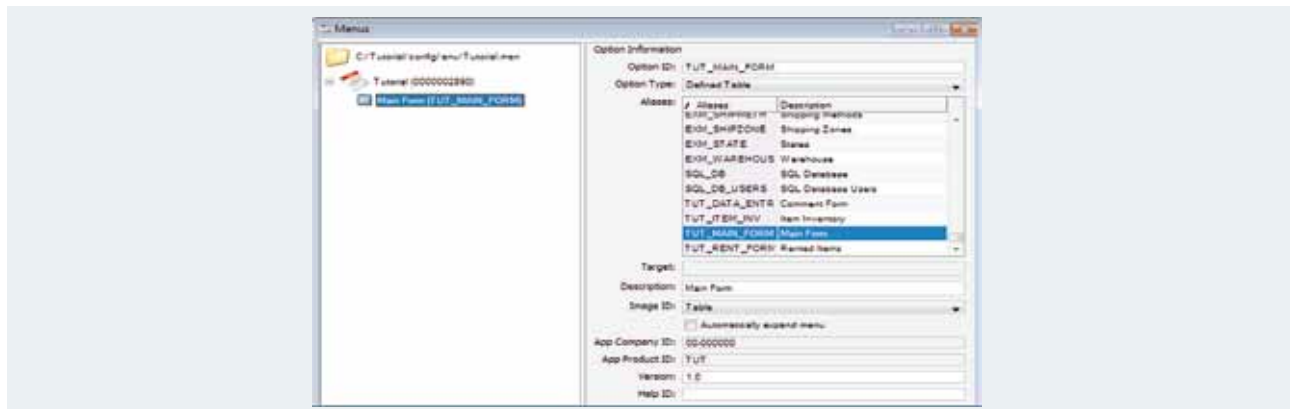 Menus
C:/Tutorial/config/env/Tutorial.men
Tutorial (0000002890)
Main Form (TUT_MAIN_FORM)
Option Information
Option ID: TUT_MAIN_FORM
Option Type: Defined Table
Aliases: Aliases Description
EXM_SHIPMETH Shipping Methods
EXM_SHIPZONE Shipping Zones
EXM_STATE States
EXM_WAREHOUS Warehouse
SQL_DB SQL Database
SQL_DB_USERS SQL Database Users
TUT_DATA_ENTR Comment Form
TUT_ITEM_INV Item Inventory
TUT_MAIN_FORM Main Form
TUT_RENT_FORM Rented Items
Target:
Description: Main Form
Image ID: Table
Automatically expand menu
App Company ID: 00-000000
App Product ID: TUT
Version: 1.0
Help ID: